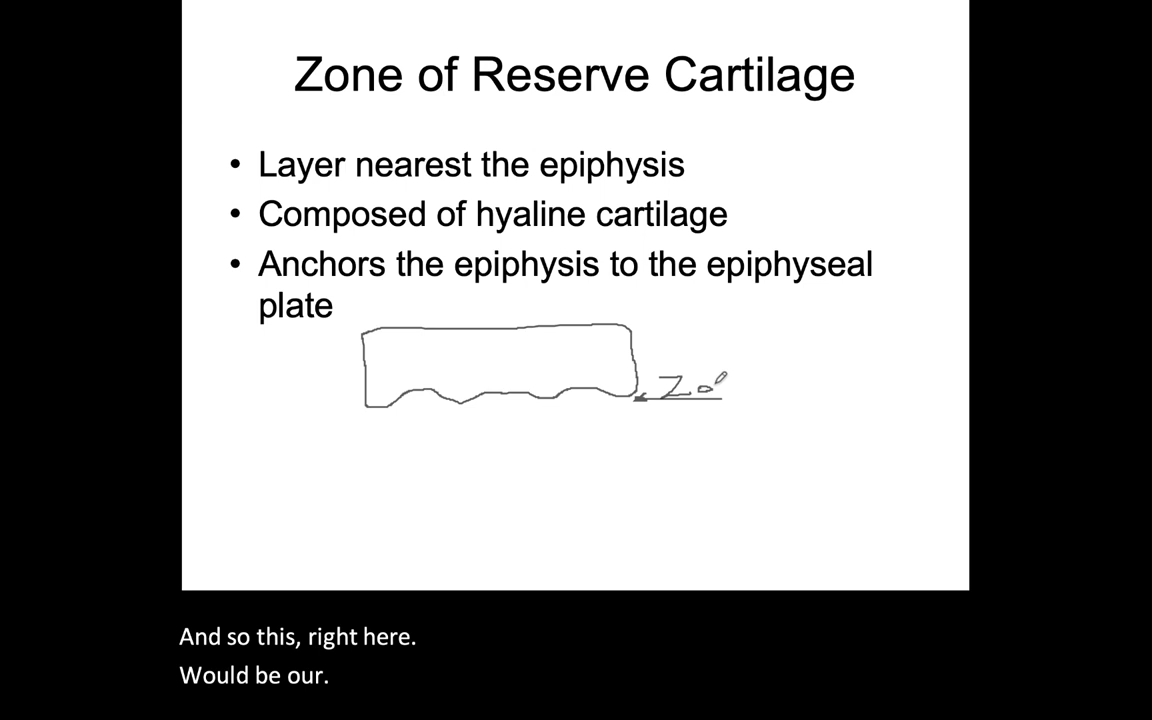 Zone of Reserve Cartilage
• Layer nearest the epiphysis
• Composed of hyaline cartilage
• Anchors the epiphysis to the epiphyseal
plate
Zo
And so this, right here.
Would be our.